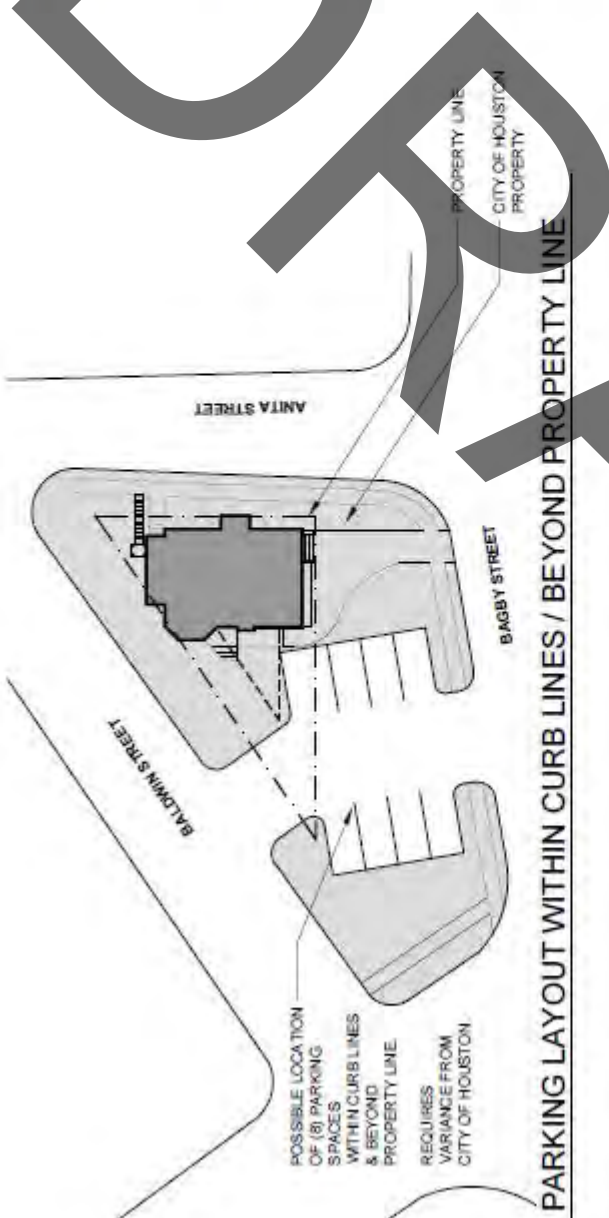 PROPERTY LINE
CITY OF HOUSTON
PROPERTY
ANITA STREET
BALDWIN STREET
BAGBY STREET
POSSIBLE LOCATION
OF (8) PARKING
SPACES
WITHIN CURB LINES
& BEYOND
PROPERTY LINE.
REQUIRES
VARIANCE FROM
CITY OF HOUSTON.
PARKING LAYOUT WITHIN CURB LINES / BEYOND PROPERTY LINE